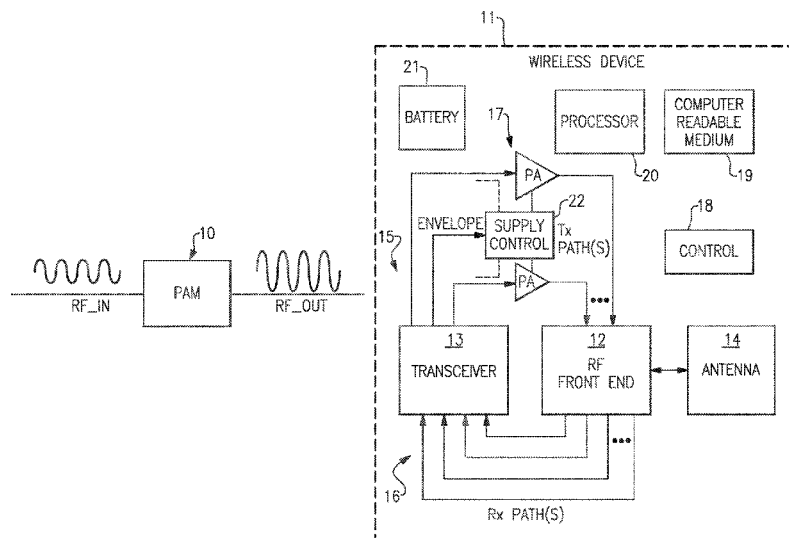 11
WIRELESS DEVICE
21
BATTERY
17
PA
PROCESSOR
20
COMPUTER
READABLE
MEDIUM
19
22
ENVELOPE
SUPPLY
CONTROL
Tx
PATH(S)
15
PA
18
CONTROL
10
PAM
RF_IN
RF_OUT
13
TRANSCEIVER
12
RF
FRONT END
14
ANTENNA
16
Rx PATH(S)